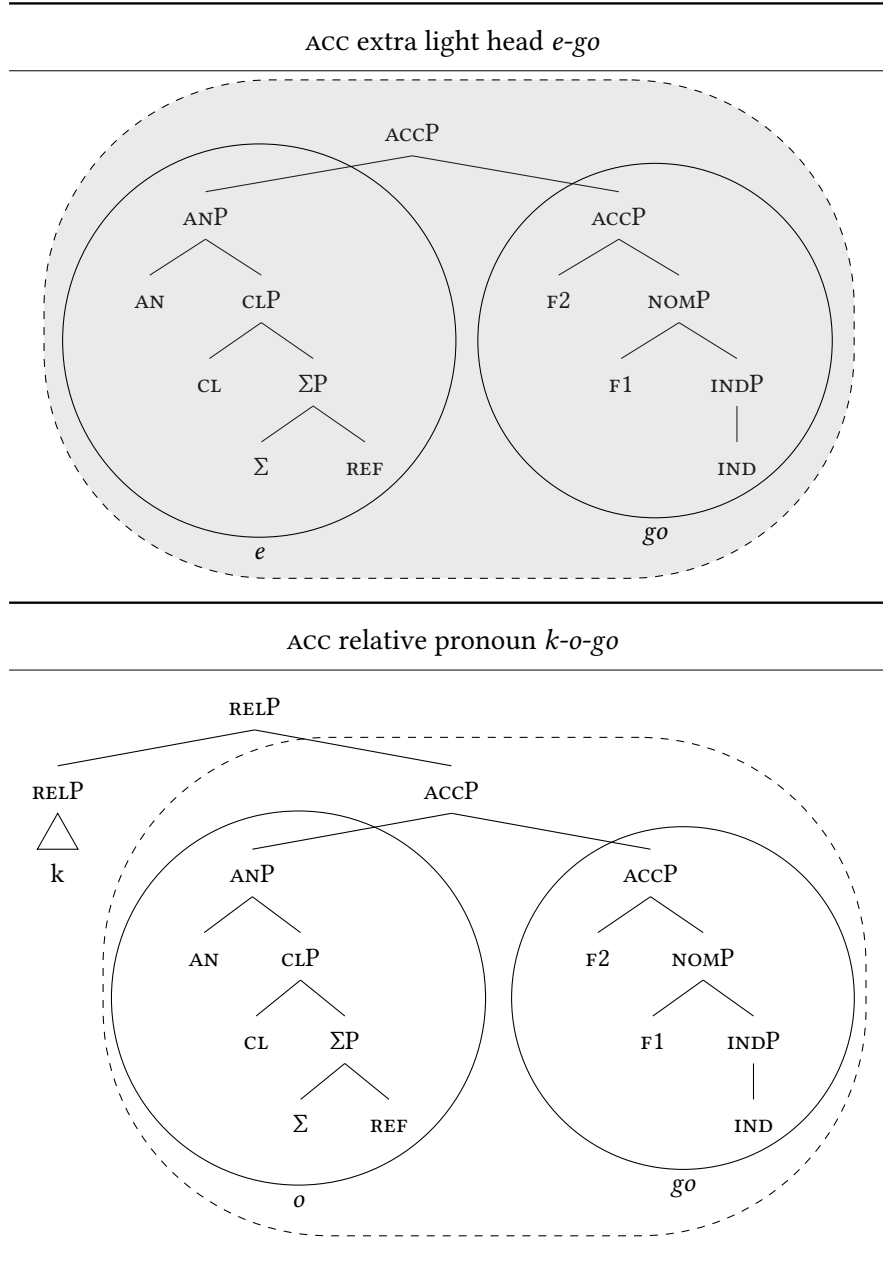 ACC extra light head e-go
ACCP
ANP ACCP
AN CLP F2 NOMP
CL ΣP F1 INDP
Σ REF IND
e go
ACC relative pronoun k-o-go
RELP
RELP ACCP
k ANP ACCP
AN CLP F2 NOMP
CL ΣP F1 INDP
Σ REF IND
o go